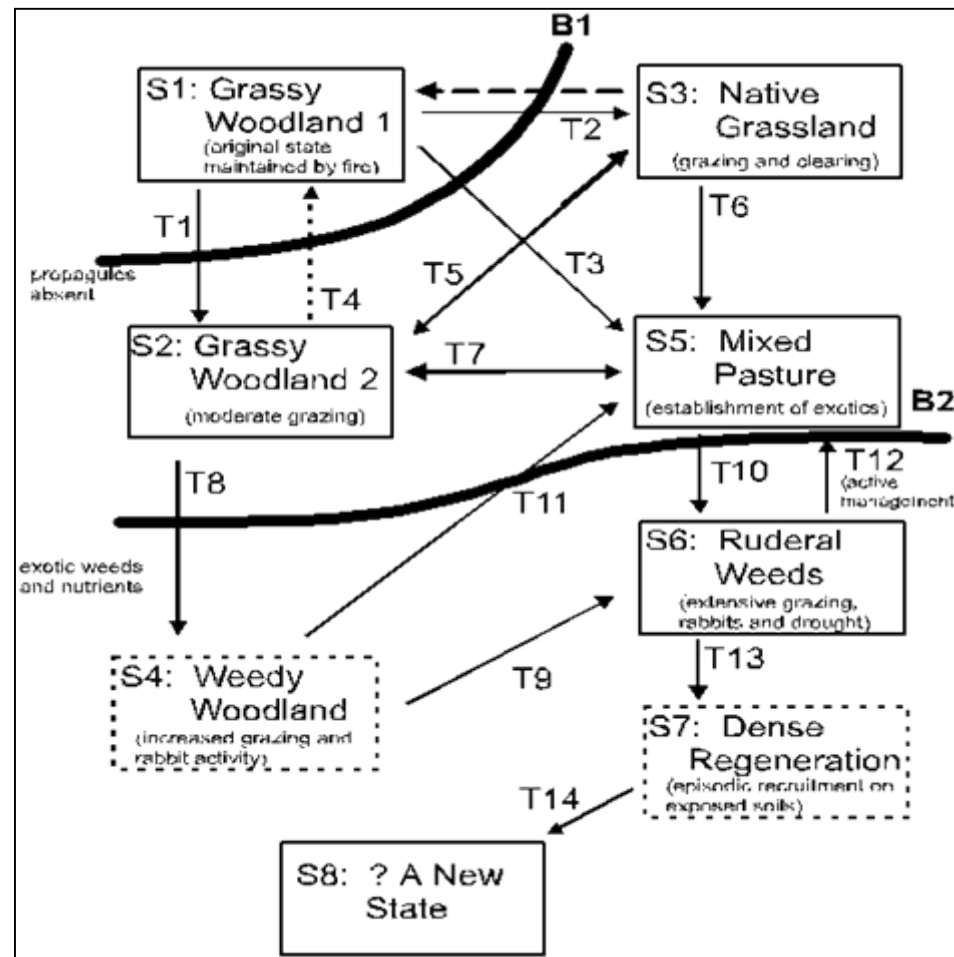 B1
S1: Grassy
Woodland 1
(original state
maintained by fire)
S3: Native
Grassland
(grazing and clearing)
T2
T1
T6
propagules
absent
T4
T5
T3
S2: Grassy
Woodland 2
(moderate grazing)
T7
S5: Mixed
Pasture
(establishment of exotics)
B2
T8
T11
T10
T12
(active
management)
exotic weeds
and nutrients
S6: Ruderal
Weeds
(extensive grazing,
rabbits and drought)
S4: Weedy
Woodland
(increased grazing and
rabbit activity)
T9
T13
S7: Dense
Regeneration
(episodic recruitment on
exposed soils)
T14
S8: ? A New
State